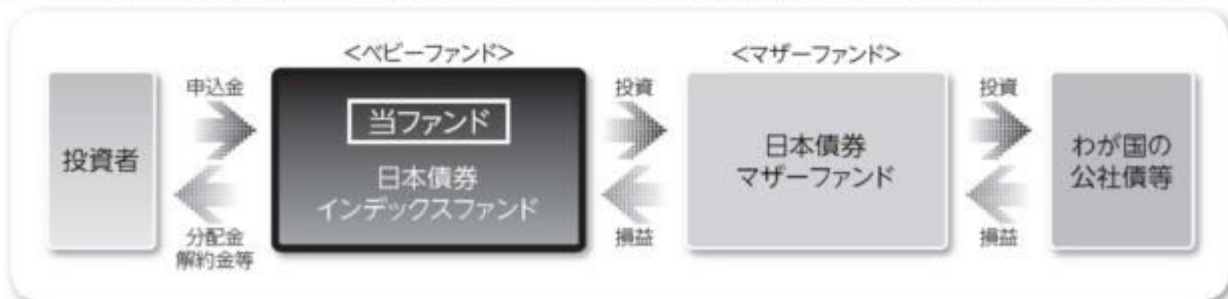 <ベビーファンド>
<マザーファンド>
申込金
投資
投資
投資者
当ファンド
日本債券
インデックスファンド
日本債券
マザーファンド
わが国の
公社債等
分配金
解約金等
損益
損益